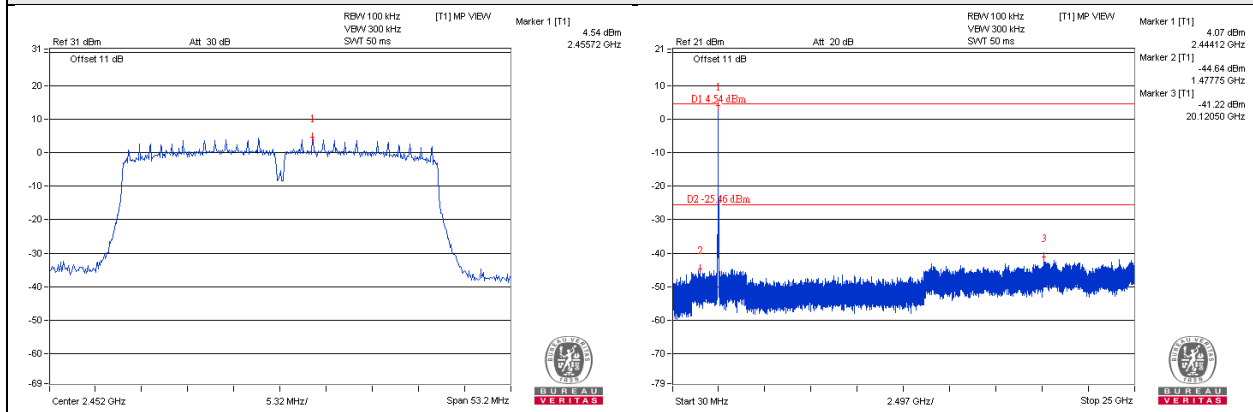 RBW 100 kHz
[T1] MP VIEW
VBW 300 kHz
Ref 31 dBm
Att 30 dB
SWT 50 ms
Marker 1 [T1]
4.54 dBm
2.45572 GHz
31
Offset 11 dB
20
10
1
0
-10
-20
-30
-40
-50
-60
-69
Center 2.452 GHz
5.32 MHz/
Span 53.2 MHz
BUREAU VERITAS
1828
BUREAU
VERITAS
RBW 100 kHz
[T1] MP VIEW
VBW 300 kHz
Ref 21 dBm
Att 20 dB
SWT 50 ms
Marker 1 [T1]
4.07 dBm
2.44412 GHz
Marker 2 [T1]
-44.64 dBm
1.47775 GHz
Marker 3 [T1]
-41.22 dBm
20.12050 GHz
21
Offset 11 dB
10
1
D1 4.54 dBm
0
-10
-20
D2 -25.46 dBm
-30
-40
2
3
-50
-60
-70
-79
Start 30 MHz
2.497 GHz/
Stop 25 GHz
BUREAU VERITAS
1828
BUREAU
VERITAS